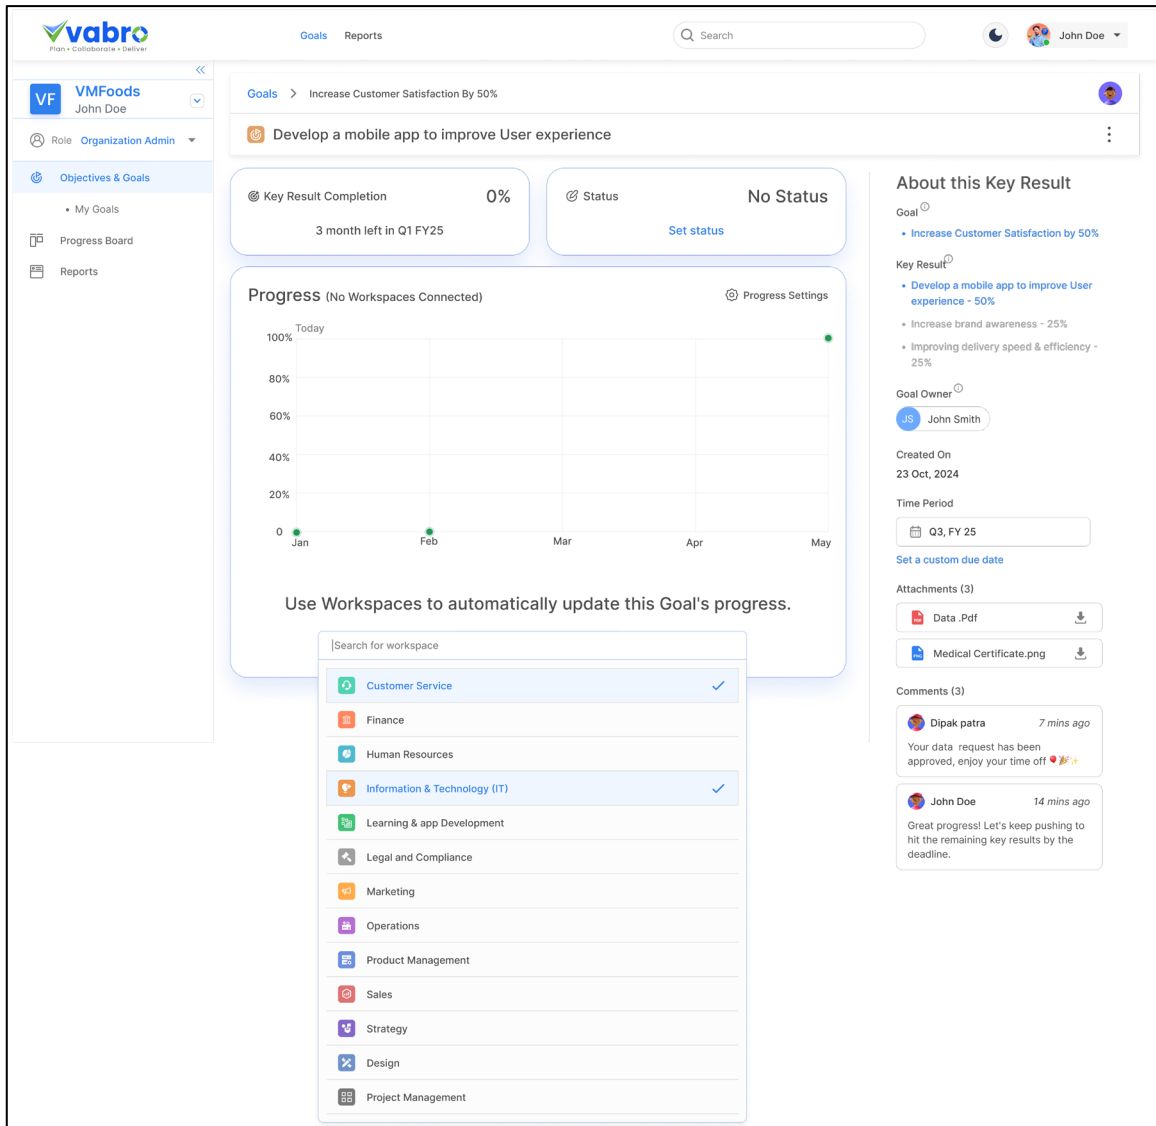 vabro
Plan • Collaborate • Deliver
Goals
Reports
Search
John Doe
VF
VMFoods
John Doe
Role Organization Admin
Objectives & Goals
• My Goals
Progress Board
Reports
Goals > Increase Customer Satisfaction By 50%
Develop a mobile app to improve User experience
Key Result Completion
0%
3 month left in Q1 FY25
Status
No Status
Set status
Progress (No Workspaces Connected)
Progress Settings
Today
100%
80%
60%
40%
20%
0
Jan
Feb
Mar
Apr
May
Use Workspaces to automatically update this Goal's progress.
Search for workspace
Customer Service
Finance
Human Resources
Information & Technology (IT)
Learning & app Development
Legal and Compliance
Marketing
Operations
Product Management
Sales
Strategy
Design
Project Management
About this Key Result
Goal
• Increase Customer Satisfaction by 50%
Key Result
• Develop a mobile app to improve User
experience - 50%
• Increase brand awareness - 25%
• Improving delivery speed & efficiency -
25%
Goal Owner
JS
John Smith
Created On
23 Oct, 2024
Time Period
Q3, FY 25
Set a custom due date
Attachments (3)
PDF
Data .Pdf
PNG
Medical Certificate.png
Comments (3)
Dipak patra
7 mins ago
Your data request has been
approved, enjoy your time off 🎈🎉✨
John Doe
14 mins ago
Great progress! Let's keep pushing to
hit the remaining key results by the
deadline.